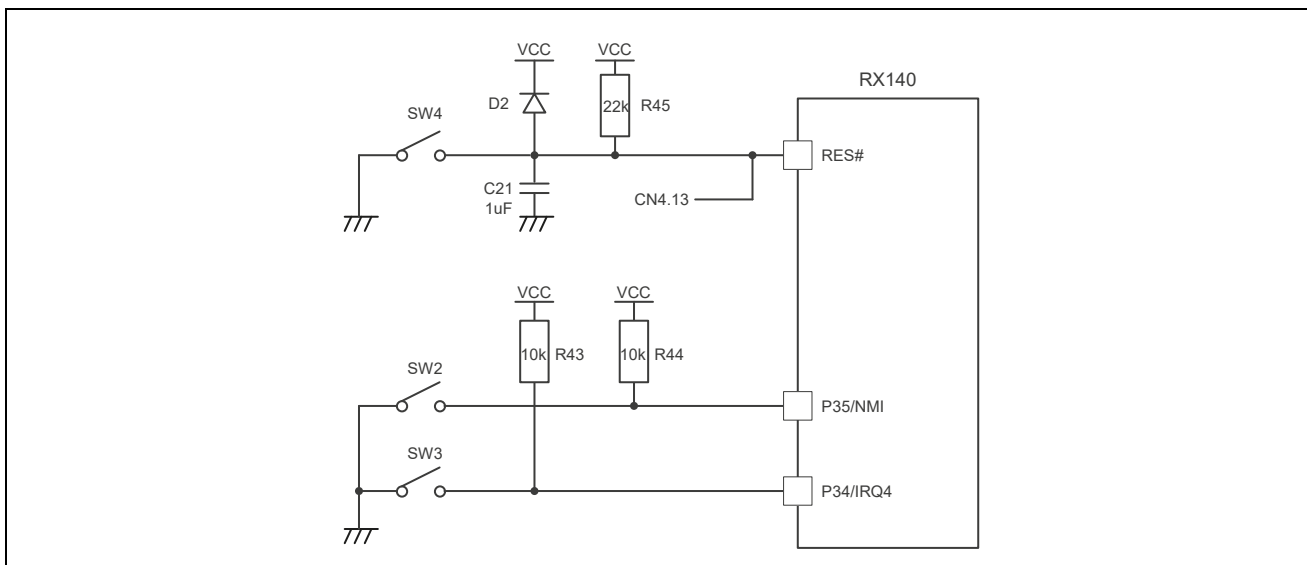 VCC VCC
RX140
D2 22k R45
SW4
RES#
C21
1uF
CN4.13
VCC VCC
10k R43 10k R44
SW2
P35/NMI
SW3
P34/IRQ4